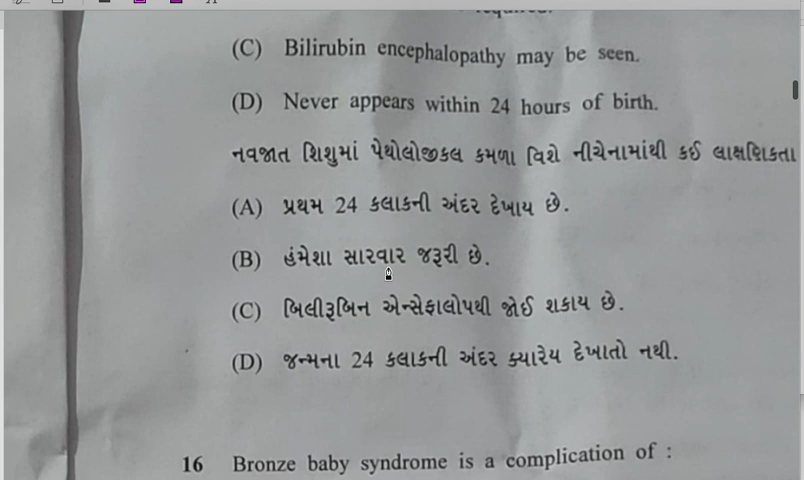 (C) Bilirubin encephalopathy may be seen.
(D) Never appears within 24 hours of birth.
નવજાત શિશુમાં પેથોલોજીકલ કમળા વિશે નીચેનામાંથી કઈ લાક્ષણિકતા
(A) પ્રથમ 24 કલાકની અંદર દેખાય છે.
(B) હંમેશા સારવાર જરૂરી છે.
(C) બિલીરૂબિન એન્સેફાલોપથી જોઈ શકાય છે.
(D) જન્મના 24 કલાકની અંદર ક્યારેય દેખાતો નથી.
16 Bronze baby syndrome is a complication of :